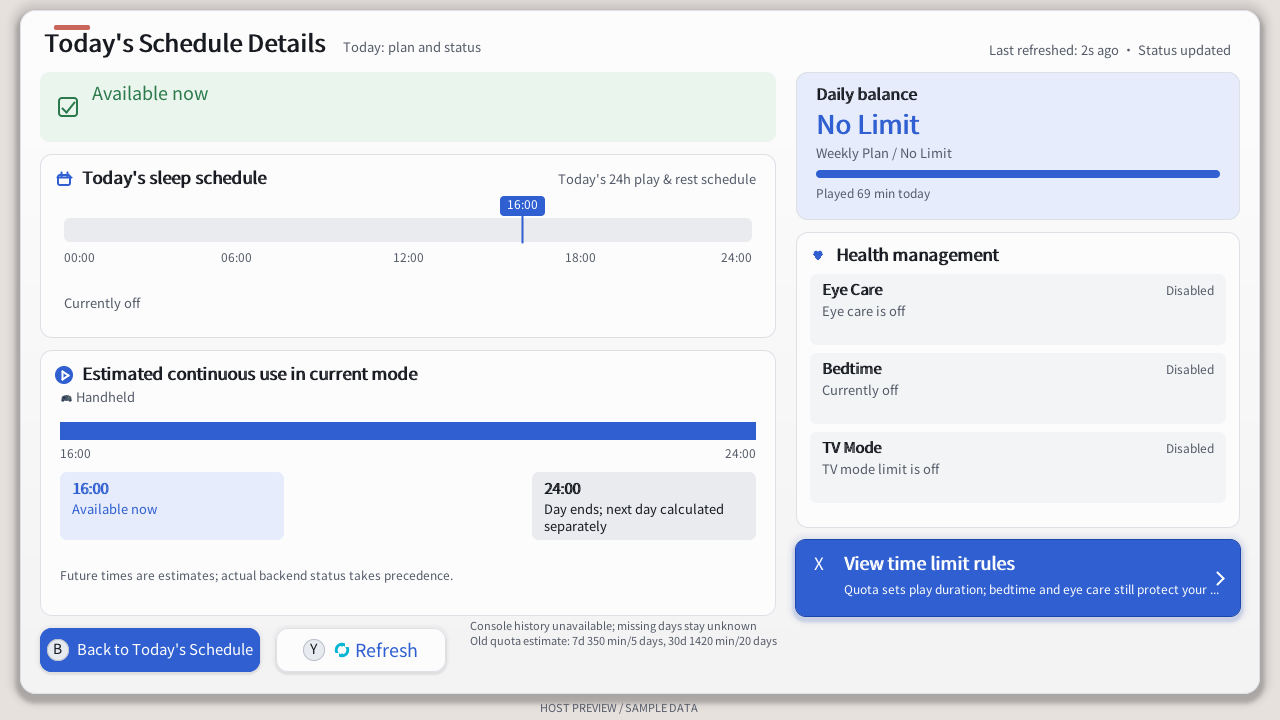 Today's Schedule Details
Today: plan and status
Last refreshed: 2s ago • Status updated
Available now
Today's sleep schedule
Today's 24h play & rest schedule
16:00
00:00
06:00
12:00
18:00
24:00
Currently off
Estimated continuous use in current mode
Handheld
16:00
24:00
16:00
Available now
24:00
Day ends; next day calculated
separately
Future times are estimates; actual backend status takes precedence.
Daily balance
No Limit
Weekly Plan / No Limit
Played 69 min today
Health management
Eye Care
Disabled
Eye care is off
Bedtime
Disabled
Currently off
TV Mode
Disabled
TV mode limit is off
X View time limit rules
Quota sets play duration; bedtime and eye care still protect your ...
B Back to Today's Schedule
Y Refresh
Console history unavailable; missing days stay unknown
Old quota estimate: 7d 350 min/5 days, 30d 1420 min/20 days
HOST PREVIEW / SAMPLE DATA